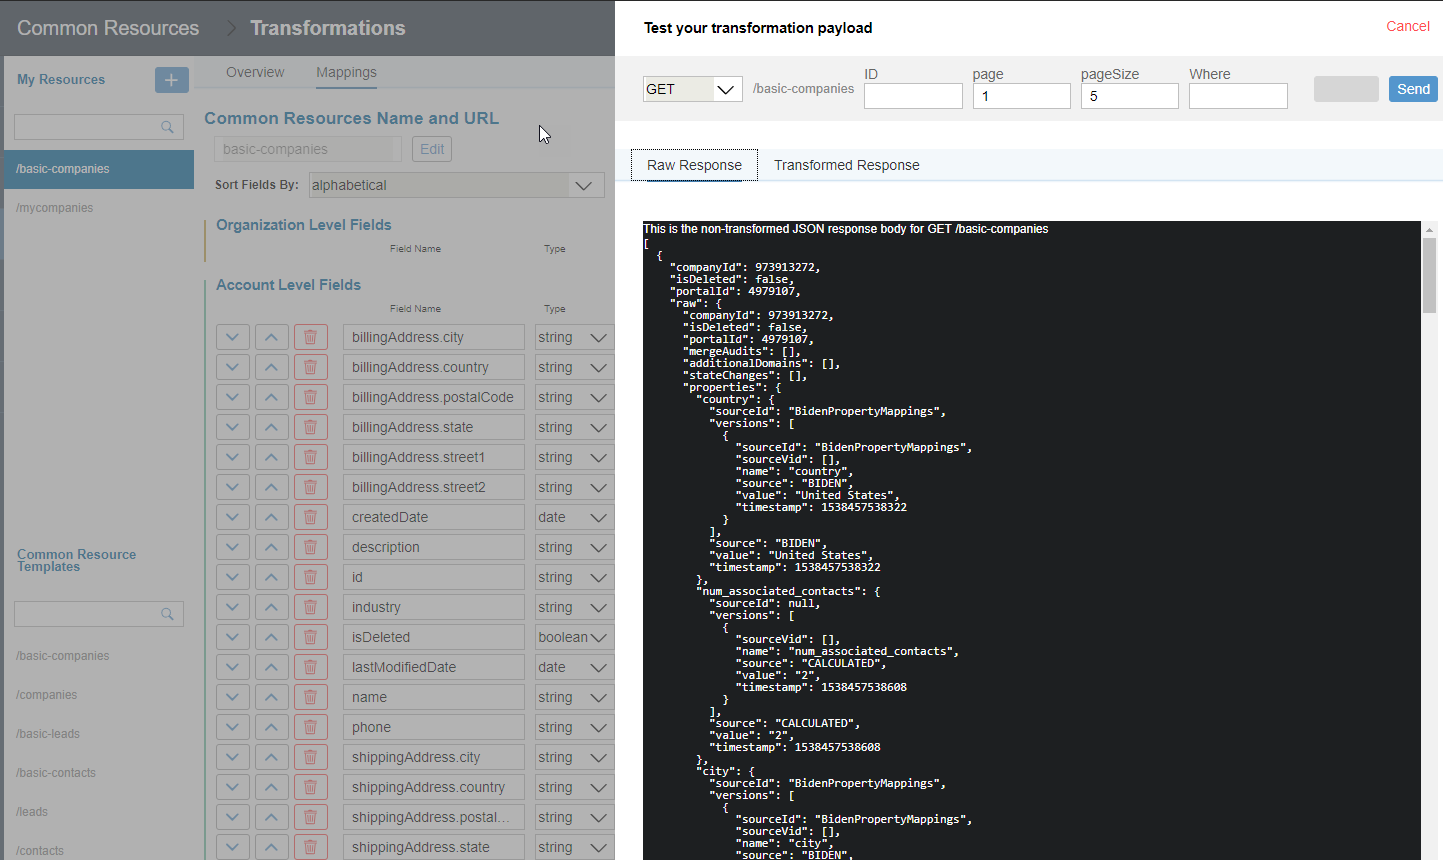 Common Resources > Transformations
My Resources
+
/basic-companies
/mycompanies
Common Resource
Templates
/basic-companies
/companies
/basic-leads
/basic-contacts
/leads
/contacts
Overview Mappings
Common Resources Name and URL
basic-companies Edit
Sort Fields By: alphabetical
Organization Level Fields
Field Name Type
Account Level Fields
Field Name Type
billingAddress.city string
billingAddress.country string
billingAddress.postalCode string
billingAddress.state string
billingAddress.street1 string
billingAddress.street2 string
createdDate date
description string
id string
industry string
isDeleted boolean
lastModifiedDate date
name string
phone string
shippingAddress.city string
shippingAddress.country string
shippingAddress.postal... string
shippingAddress.state string
Test your transformation payload
Cancel
ID page pageSize Where
GET /basic-companies 1 5 Send
Raw Response Transformed Response
This is the non-transformed JSON response body for GET /basic-companies
[
{
"companyId": 973913272,
"isDeleted": false,
"portalId": 4979107,
"raw": {
"companyId": 973913272,
"isDeleted": false,
"portalId": 4979107,
"mergeAudits": [],
"additionalDomains": [],
"stateChanges": [],
"properties": {
"country": {
"sourceId": "BidenPropertyMappings",
"versions": [
{
"sourceId": "BidenPropertyMappings",
"sourceVid": [],
"name": "country",
"source": "BIDEN",
"value": "United States",
"timestamp": 1538457538322
}
],
"source": "BIDEN",
"value": "United States",
"timestamp": 1538457538322
},
"num_associated_contacts": {
"sourceId": null,
"versions": [
{
"sourceVid": [],
"name": "num_associated_contacts",
"source": "CALCULATED",
"value": "2",
"timestamp": 1538457538608
}
],
"source": "CALCULATED",
"value": "2",
"timestamp": 1538457538608
},
"city": {
"sourceId": "BidenPropertyMappings",
"versions": [
{
"sourceId": "BidenPropertyMappings",
"sourceVid": [],
"name": "city",
"source": "BIDEN",